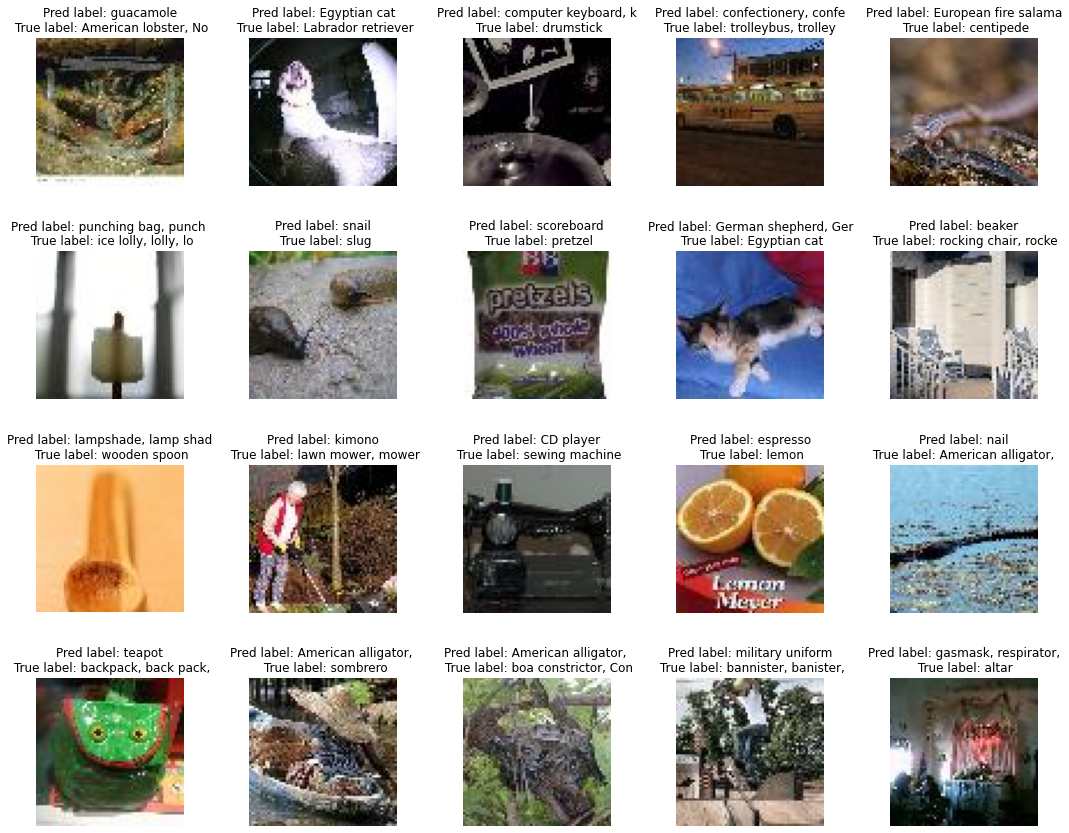 Pred label: guacamole
True label: American lobster, No
Pred label: Egyptian cat
True label: Labrador retriever
Pred label: computer keyboard, k
True label: drumstick
Pred label: confectionery, confe
True label: trolleybus, trolley
Pred label: European fire salama
True label: centipede
Pred label: punching bag, punch
True label: ice lolly, lolly, lo
Pred label: snail
True label: slug
Pred label: scoreboard
True label: pretzel
pretzels
100% whole
wheat
Pred label: German shepherd, Ger
True label: Egyptian cat
Pred label: beaker
True label: rocking chair, rocke
Pred label: lampshade, lamp shad
True label: wooden spoon
Pred label: kimono
True label: lawn mower, mower
Pred label: CD player
True label: sewing machine
Pred label: espresso
True label: lemon
Lemon
Meyer
Pred label: nail
True label: American alligator,
Pred label: teapot
True label: backpack, back pack,
Pred label: American alligator,
True label: sombrero
Pred label: American alligator,
True label: boa constrictor, Con
Pred label: military uniform
True label: bannister, banister,
Pred label: gasmask, respirator,
True label: altar